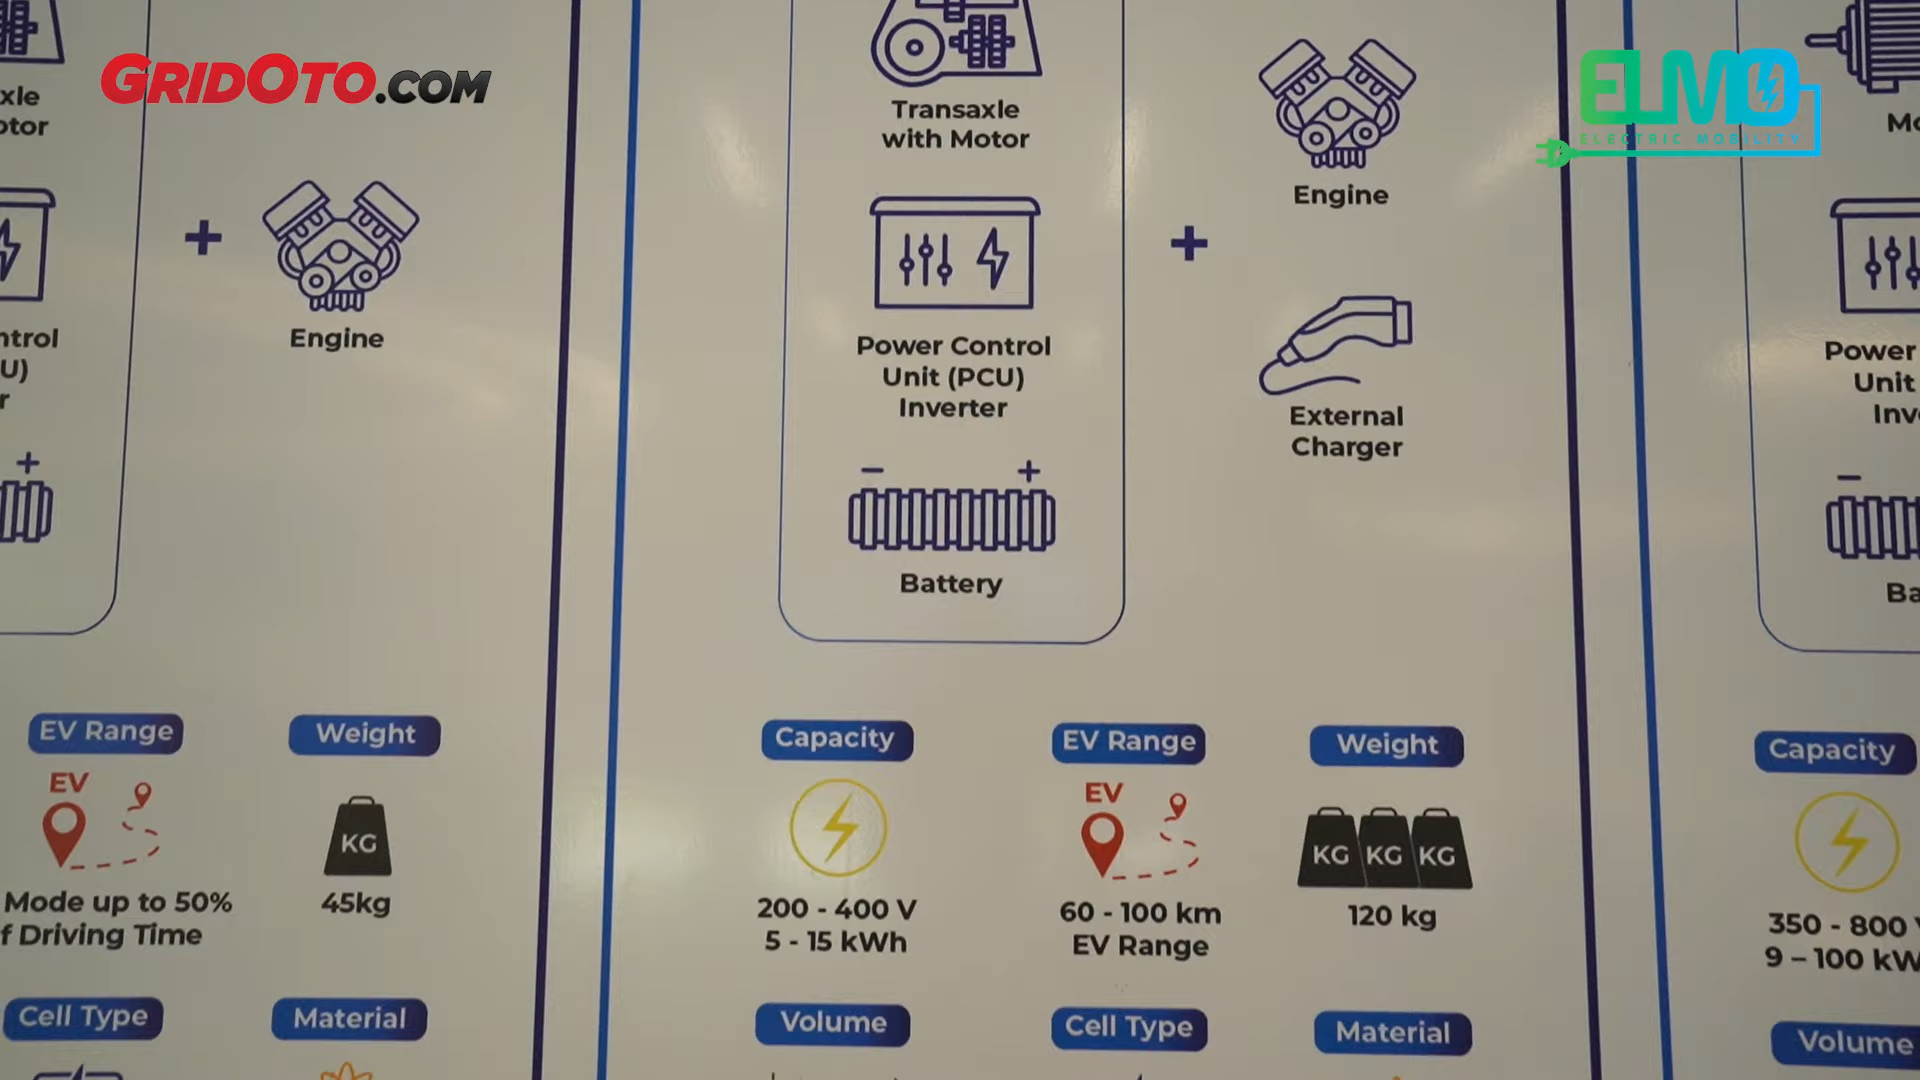 GRIDOTO.COM
ELMO
ELECTRIC MOBILITY
xle
otor
+
Engine
ntrol
U)
r
+
EV Range
Weight
EV
KG
Mode up to 50%
f Driving Time
45kg
Cell Type
Material
Transaxle
with Motor
Power Control
Unit (PCU)
Inverter
- +
Battery
+
Engine
External
Charger
Capacity
EV Range
Weight
EV
KG KG KG
200 - 400 V
5 - 15 kWh
60 - 100 km
EV Range
120 kg
Volume
Cell Type
Material
Mo
Power
Unit
Inv
-
Ba
Capacity
350 - 800 V
9 – 100 kW
Volume